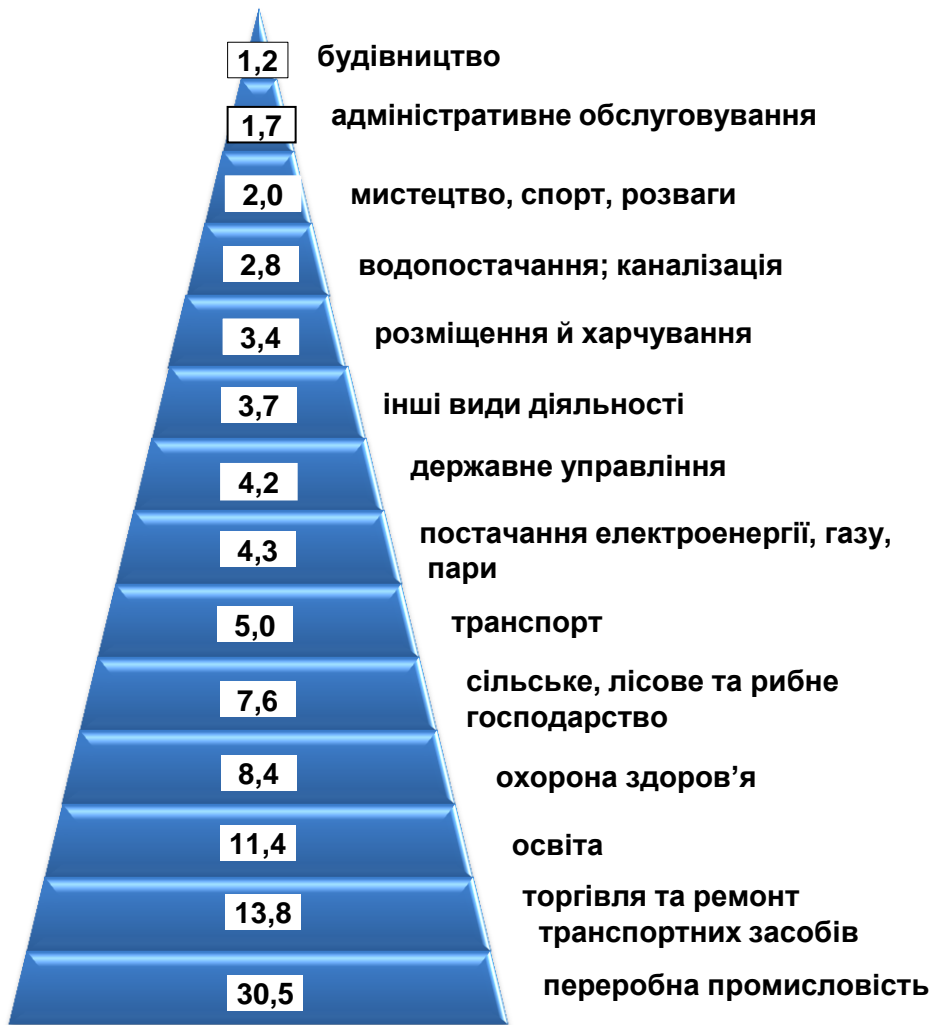 1,2 будівництво
1,7 адміністративне обслуговування
2,0 мистецтво, спорт, розваги
2,8 водопостачання; каналізація
3,4 розміщення й харчування
3,7 інші види діяльності
4,2 державне управління
4,3 постачання електроенергії, газу,
пари
5,0 транспорт
7,6 сільське, лісове та рибне
господарство
8,4 охорона здоров’я
11,4 освіта
13,8 торгівля та ремонт
транспортних засобів
30,5 переробна промисловість